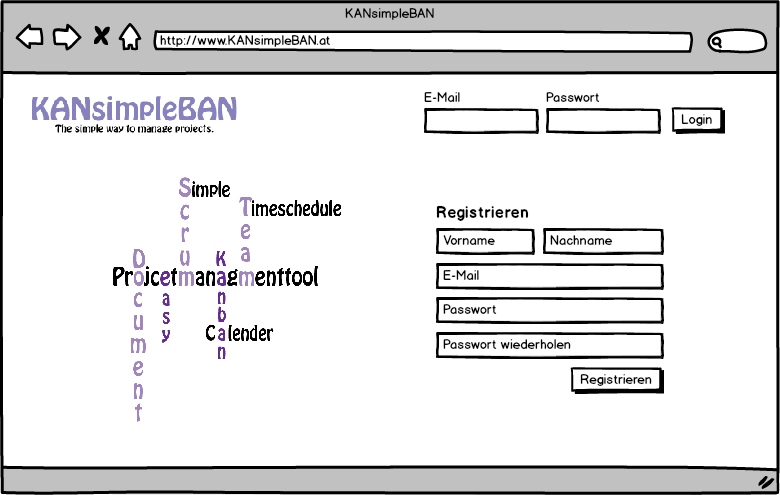 KANsimpleBAN
http://www.KANsimpleBAN.at
KANsimpleBAN
The simple way to manage projects.
E-Mail
Passwort
Login
Simple
Scrum
Timeschedule
Team
Document
Kanban
Projcetmanagmenttool
easy
Calender
Registrieren
Vorname
Nachname
E-Mail
Passwort
Passwort wiederholen
Registrieren